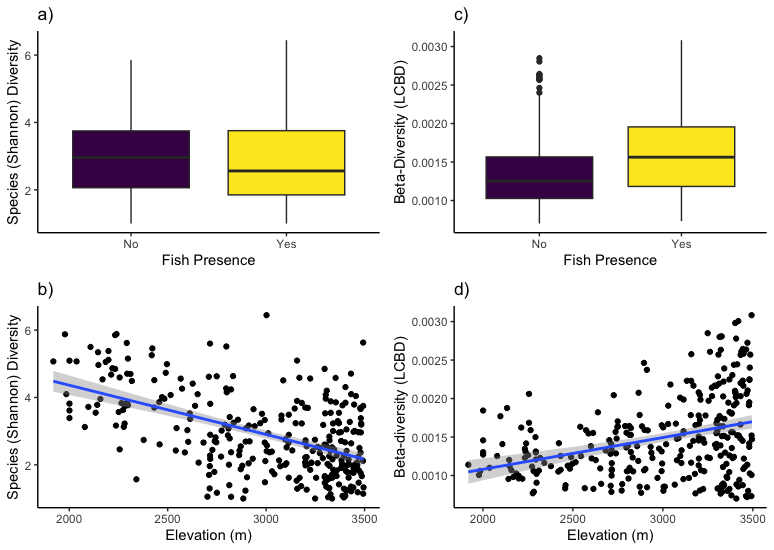 a)
Species (Shannon) Diversity
6
4
2
No
Yes
Fish Presence
c)
Beta-Diversity (LCBD)
0.0030
0.0025
0.0020
0.0015
0.0010
No
Yes
Fish Presence
b)
Species (Shannon) Diversity
6
4
2
2000
2500
3000
3500
Elevation (m)
d)
Beta-diversity (LCBD)
0.0030
0.0025
0.0020
0.0015
0.0010
2000
2500
3000
3500
Elevation (m)